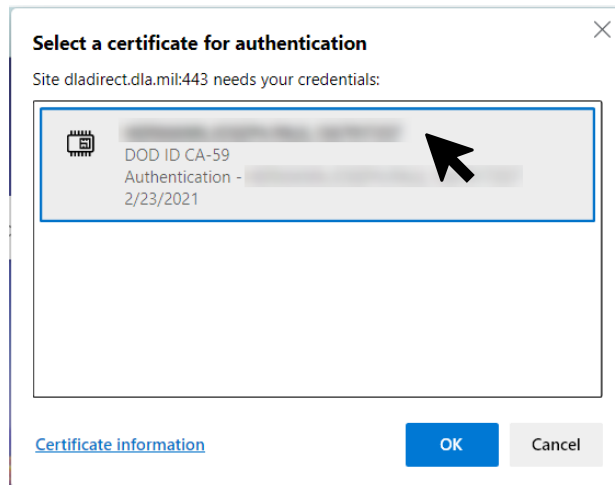 Select a certificate for authentication
Site dladirect.dla.mil:443 needs your credentials:
DOD ID CA-59
Authentication -
2/23/2021
Certificate information
OK
Cancel